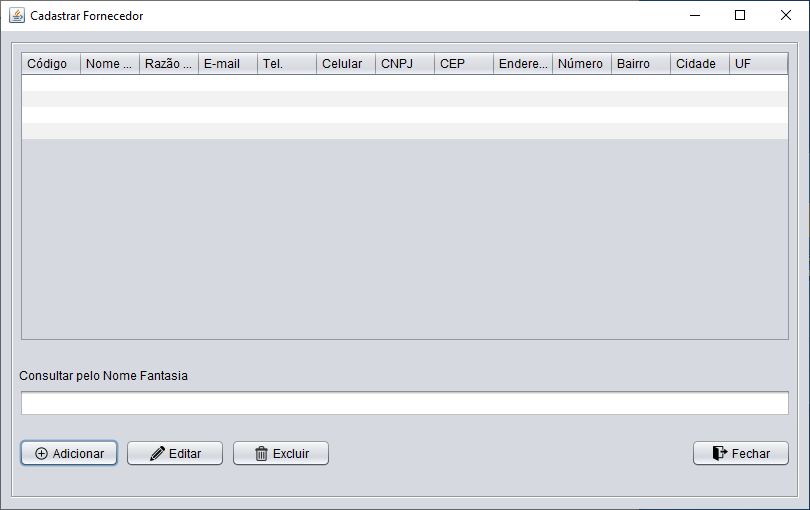 Cadastrar Fornecedor
Código Nome ... Razão ... E-mail Tel. Celular CNPJ CEP Endere... Número Bairro Cidade UF
Consultar pelo Nome Fantasia
Adicionar Editar Excluir Fechar